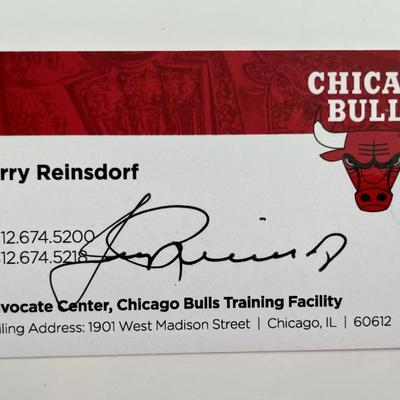 CHICA
BULL
rry Reinsdorf
12.674.5200
12.674.5218
vocate Center, Chicago Bulls Training Facility
iling Address: 1901 West Madison Street | Chicago, IL | 60612